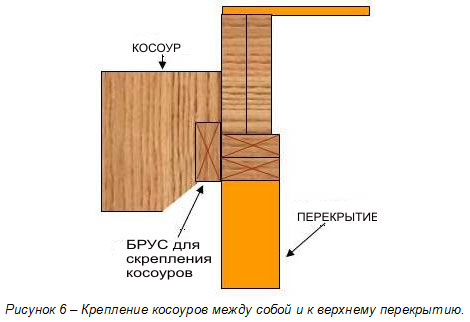 КОСОУР
ПЕРЕКРЫТИЕ
БРУС для
скрепления
косоуров
Рисунок 6 – Крепление косоуров между собой и к верхнему перекрытию.